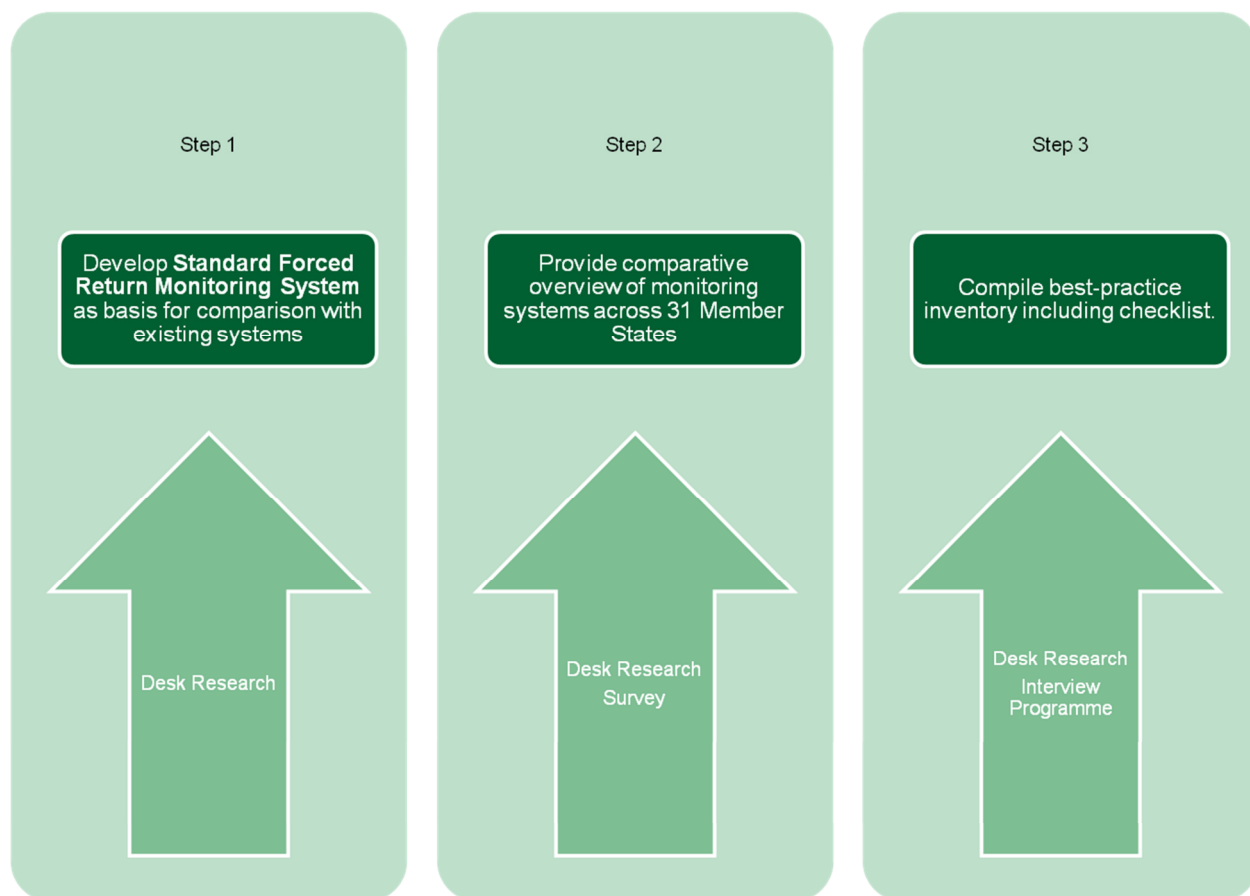 Step 1
Develop Standard Forced
Return Monitoring System
as basis for comparison with
existing systems
Desk Research
Step 2
Provide comparative
overview of monitoring
systems across 31 Member
States
Desk Research
Survey
Step 3
Compile best-practice
inventory including checklist.
Desk Research
Interview
Programme